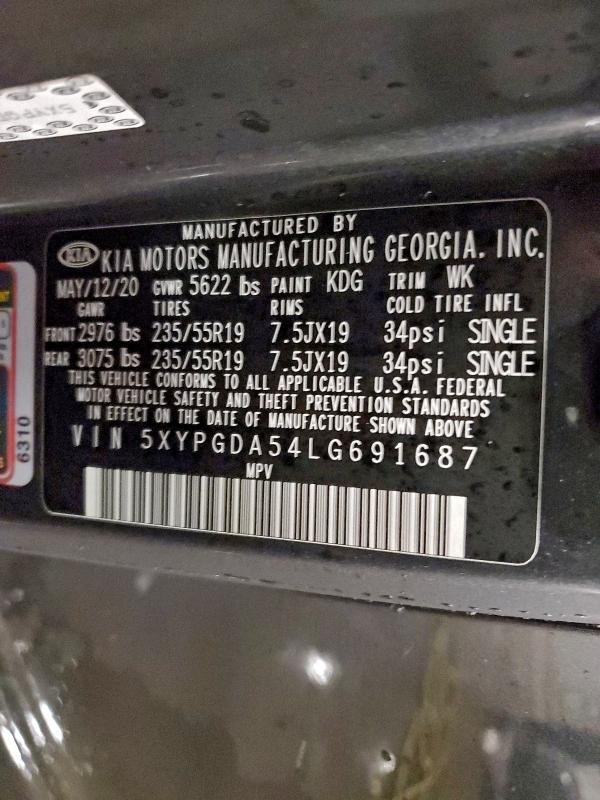 MANUFACTURED BY
KIA KIA MOTORS MANUFACTURING GEORGIA. INC.
MAY/12/20 GVWR 5622 lbs PAINT KDG TRIM WK
GAWR TIRES RIMS COLD TIRE INFL
FRONT 2976 lbs 235/55R19 7.5JX19 34psi SINGLE
REAR 3075 lbs 235/55R19 7.5JX19 34psi SINGLE
THIS VEHICLE CONFORMS TO ALL APPLICABLE U.S.A. FEDERAL
MOTOR VEHICLE SAFETY AND THEFT PREVENTION STANDARDS
IN EFFECT ON THE DATE OF MANUFACTURE SHOWN ABOVE
VIN 5XYPGDA54LG691687
MPV
6310